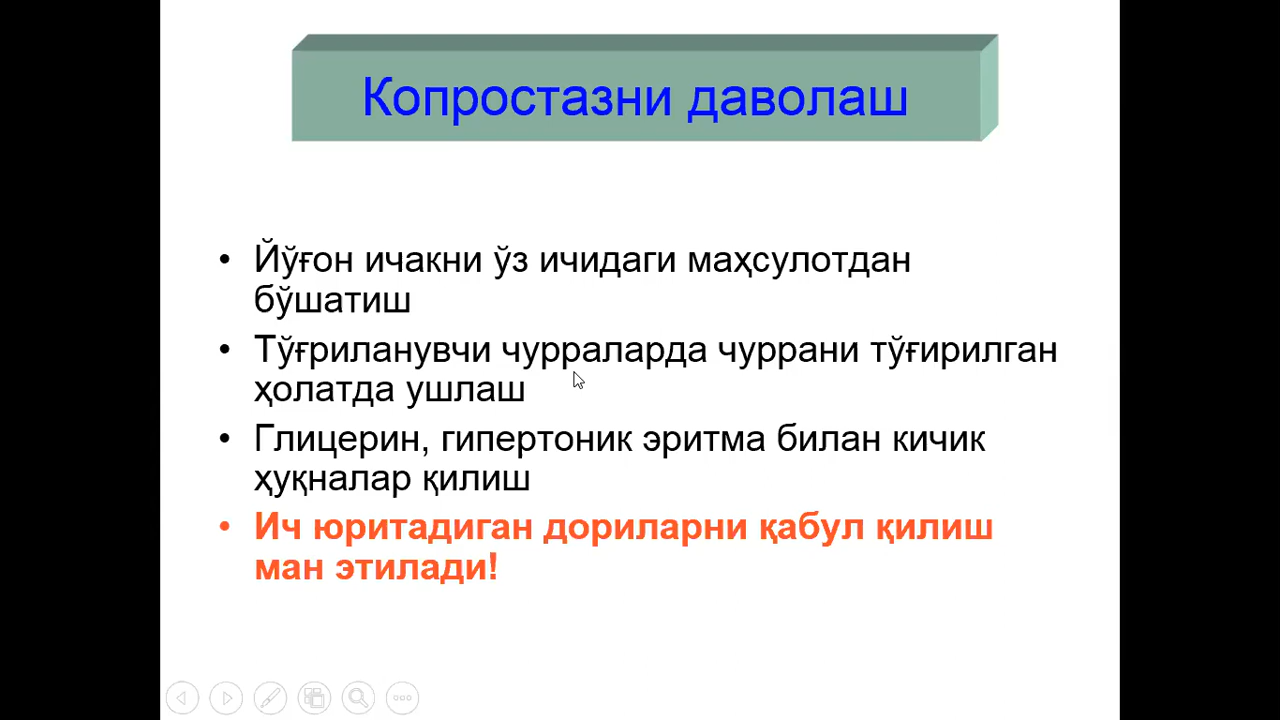 Копростазни даволаш
• Йўғон ичакни ўз ичидаги маҳсулотдан
бўшатиш
• Тўғриланувчи чурраларда чуррани тўғирилган
ҳолатда ушлаш
• Глицерин, гипертоник эритма билан кичик
ҳуқналар қилиш
• Ич юритадиган дориларни қабул қилиш
ман этилади!